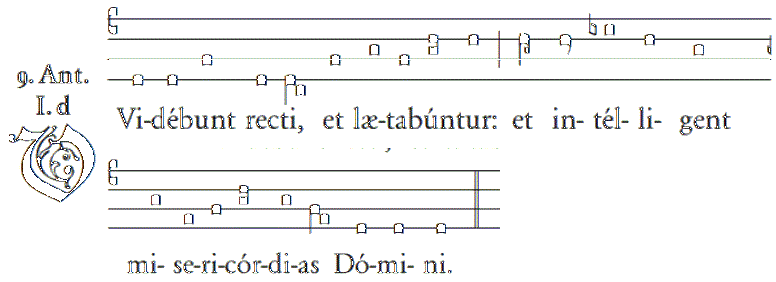 9. Ant.
I. d
3
Vi-débunt recti, et læ-tabúntur: et in- tél- li- gent
mi- se-ri-cór-di-as Dó-mi- ni.